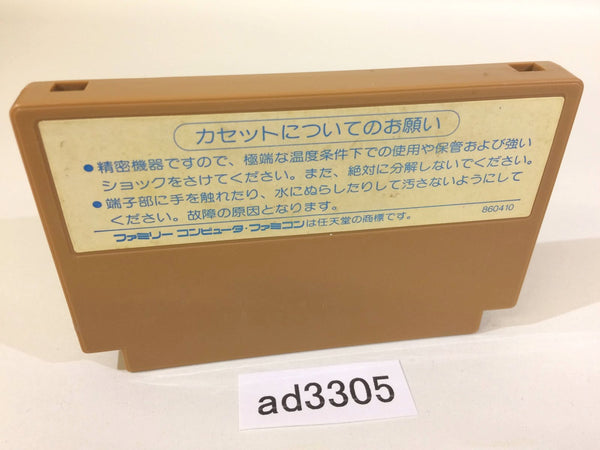 カセットについてのお願い
●精密機器ですので、極端な温度条件下での使用や保管および強い
ショックをさけてください。また、絶対に分解しないでください。
●端子部に手を触れたり、水にぬらしたりして汚さないようにして
ください。故障の原因となります。
860410
ファミリー コンピュータ・ファミコンは任天堂の商標です。
ad3305